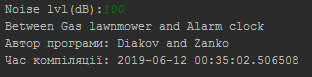 Noise lvl(dB):100
Between Gas lawnmower and Alarm clock
Автор програми: Diakov and Zanko
Час компіляції: 2019-06-12 00:35:02.506508